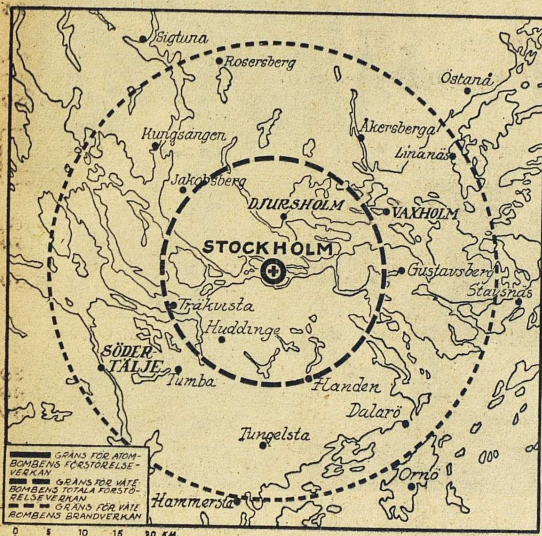 Sigtuna
Rosersberg
Östanå
Kungsängen
Åkersberga
Linanäs
Jakobsberg
DJURSHOLM
VAXHOLM
STOCKHOLM
Gustavsberg
Stavsnäs
Träkvista
Huddinge
SÖDER
TÄLJE
Tumba
Handen
Dalarö
Tungelsta
Ornö
Hammersta
GRÄNS FÖR ATOM-
BOMBENS FÖRSTÖRELSE-
VERKAN
GRÄNS FÖR VÄTE
BOMBENS TOTALA FÖRSTÖ-
RELSEVERKAN
GRÄNS FÖR VÄTE
BOMBENS BRANDVERKAN
0 5 10 15 20 KM